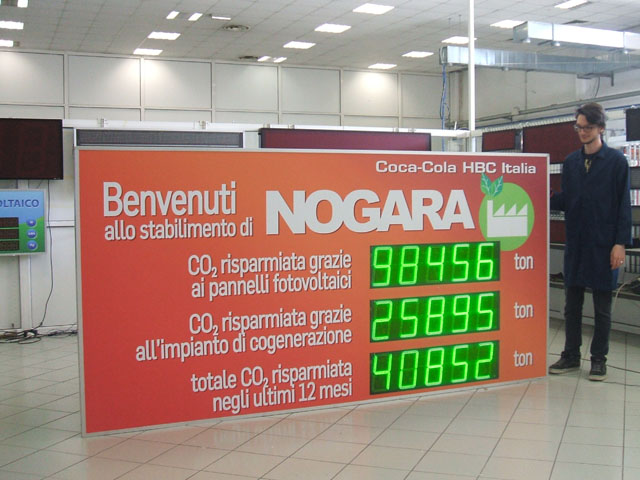 Coca-Cola HBC Italia
Benvenuti
allo stabilimento di NOGARA
CO₂ risparmiata grazie
ai pannelli fotovoltaici 98456 ton
CO₂ risparmiata grazie
all'impianto di cogenerazione 25895 ton
totale CO₂ risparmiata
negli ultimi 12 mesi 40852 ton
OLTAICO